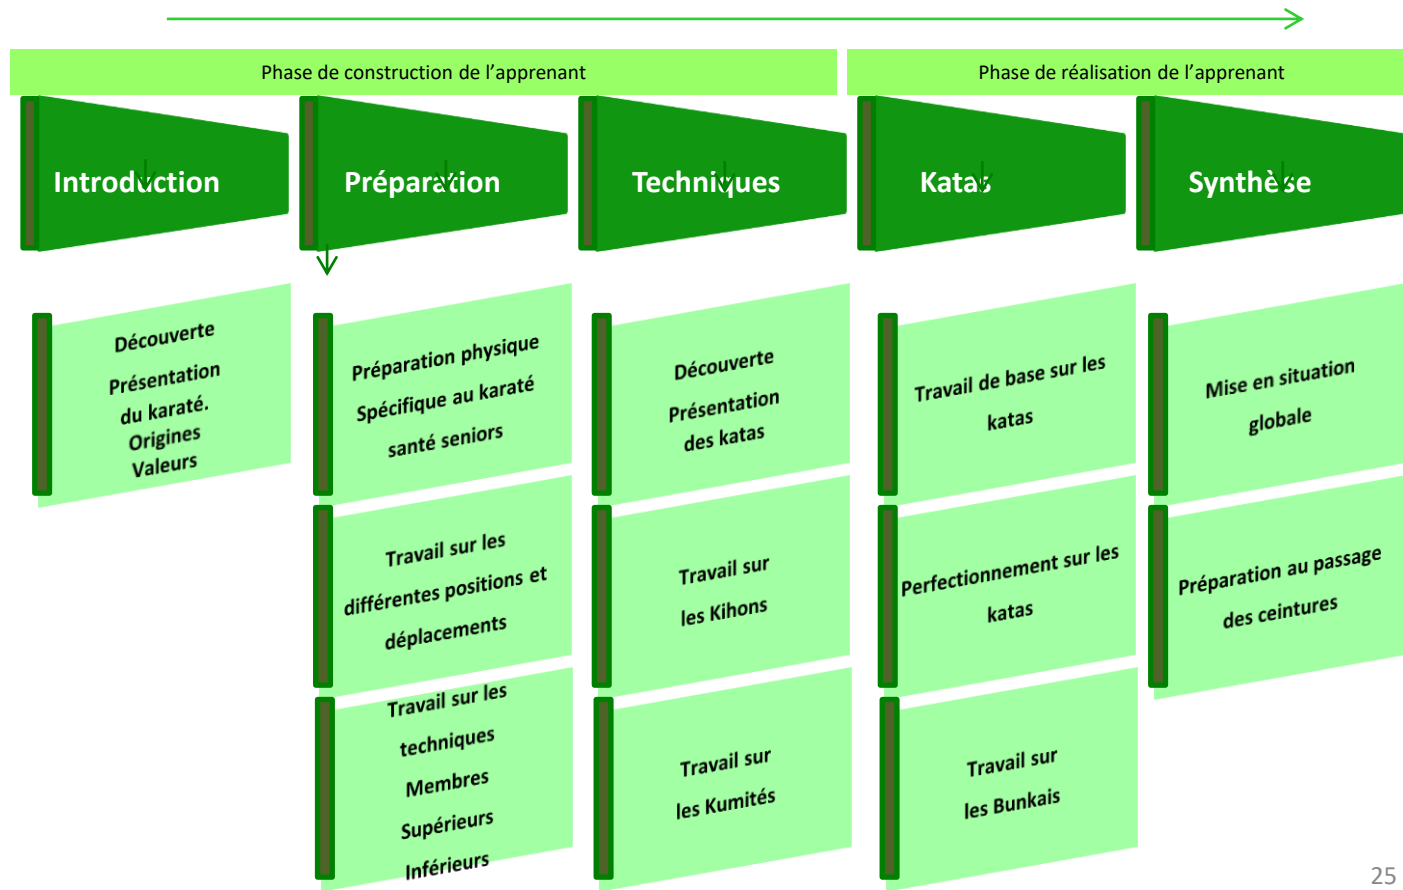 Phase de construction de l’apprenant
Phase de réalisation de l’apprenant
Introduction
Préparation
Techniques
Katas
Synthèse
Découverte
Présentation
du karaté.
Origines
Valeurs
Préparation physique
Spécifique au karaté
santé seniors
Travail sur les
différentes positions et
déplacements
Travail sur les
techniques
Membres
Supérieurs
Inférieurs
Découverte
Présentation
des katas
Travail sur
les Kihons
Travail sur
les Kumités
Travail de base sur les
katas
Perfectionnement sur les
katas
Travail sur
les Bunkais
Mise en situation
globale
Préparation au passage
des ceintures
25